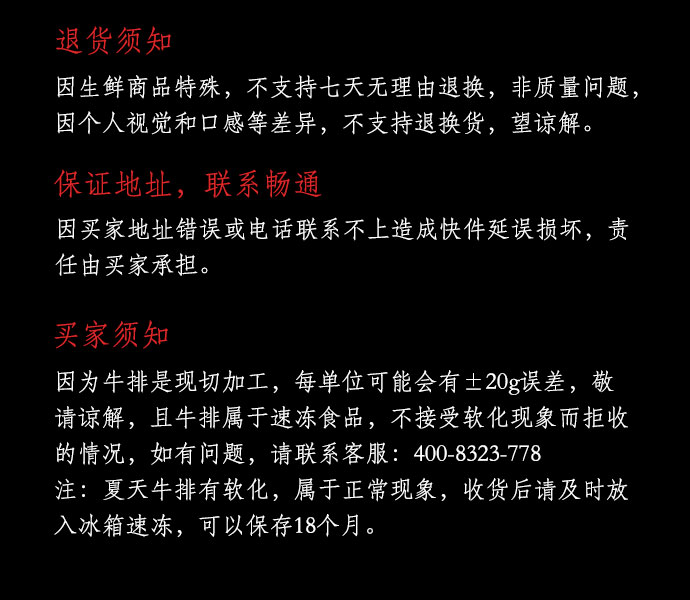 退货须知
因生鲜商品特殊，不支持七天无理由退换，非质量问题，
因个人视觉和口感等差异，不支持退换货，望谅解。
保证地址，联系畅通
因买家地址错误或电话联系不上造成快件延误损坏，责
任由买家承担。
买家须知
因为牛排是现切加工，每单位可能会有±20g误差，敬
请谅解，且牛排属于速冻食品，不接受软化现象而拒收
的情况，如有问题，请联系客服：400-8323-778
注：夏天牛排有软化，属于正常现象，收货后请及时放
入冰箱速冻，可以保存18个月。